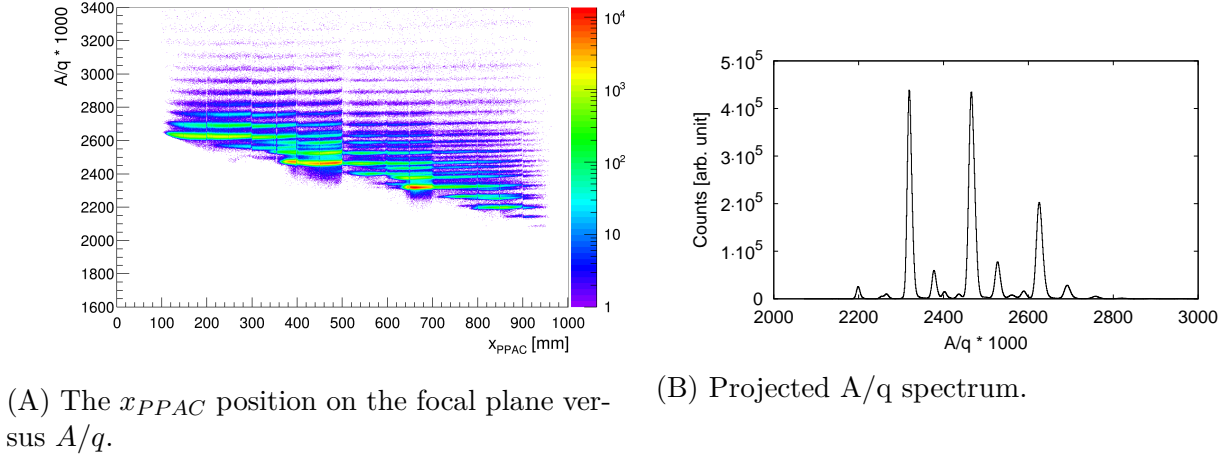 A/q * 1000
3400
3200
3000
2800
2600
2400
2200
2000
1800
1600
0 100 200 300 400 500 600 700 800 900 1000
x_PPAC [mm]
10^4
10^3
10^2
10
1
(A) The x_PPAC position on the focal plane ver-
sus A/q.
Counts [arb. unit]
5·10^5
4·10^5
3·10^5
2·10^5
1·10^5
0
2000 2200 2400 2600 2800 3000
A/q * 1000
(B) Projected A/q spectrum.